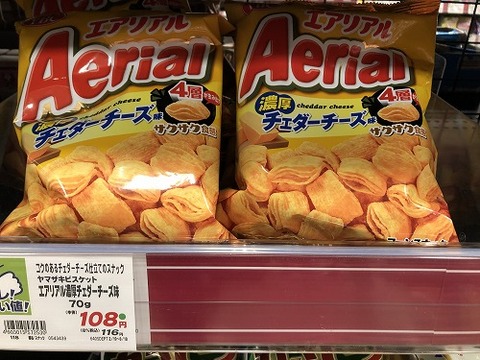 エアリアル
Aerial
cheddar cheese
チェダーチーズ味
4層
サクサク食感
エアリアル
Aerial
濃厚
cheddar cheese
チェダーチーズ味
4層
サクサク食感
コクのあるチェダーチーズ仕立てのスナック
ヤマザキビスケット
エアリアル濃厚チェダーチーズ味
70g
108円
116円
い値!